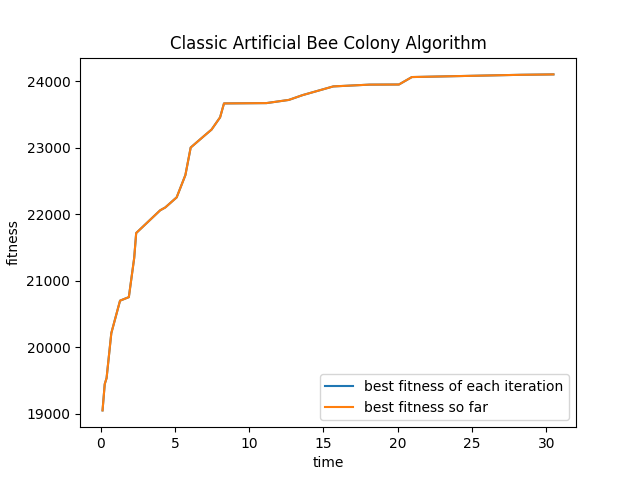 Classic Artificial Bee Colony Algorithm
24000
23000
22000
21000
20000
19000
fitness
best fitness of each iteration
best fitness so far
0 5 10 15 20 25 30
time